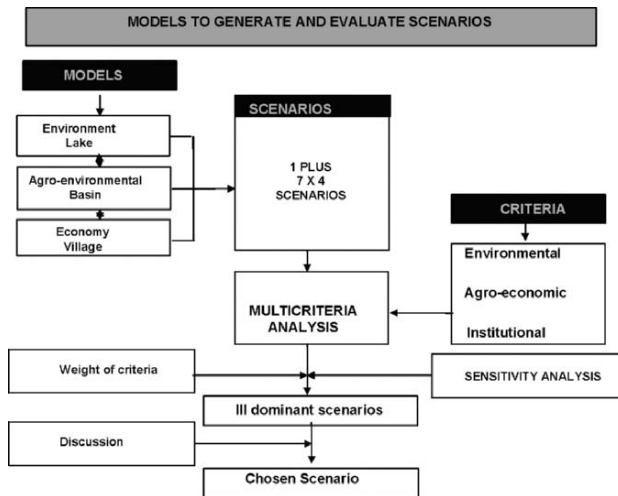 MODELS TO GENERATE AND EVALUATE SCENARIOS
MODELS
Environment
Lake
Agro-environmental
Basin
Economy
Village
SCENARIOS
1 PLUS
7 X 4
SCENARIOS
CRITERIA
Environmental
Agro-economic
Institutional
MULTICRITERIA
ANALYSIS
Weight of criteria
SENSITIVITY ANALYSIS
III dominant scenarios
Discussion
Chosen Scenario